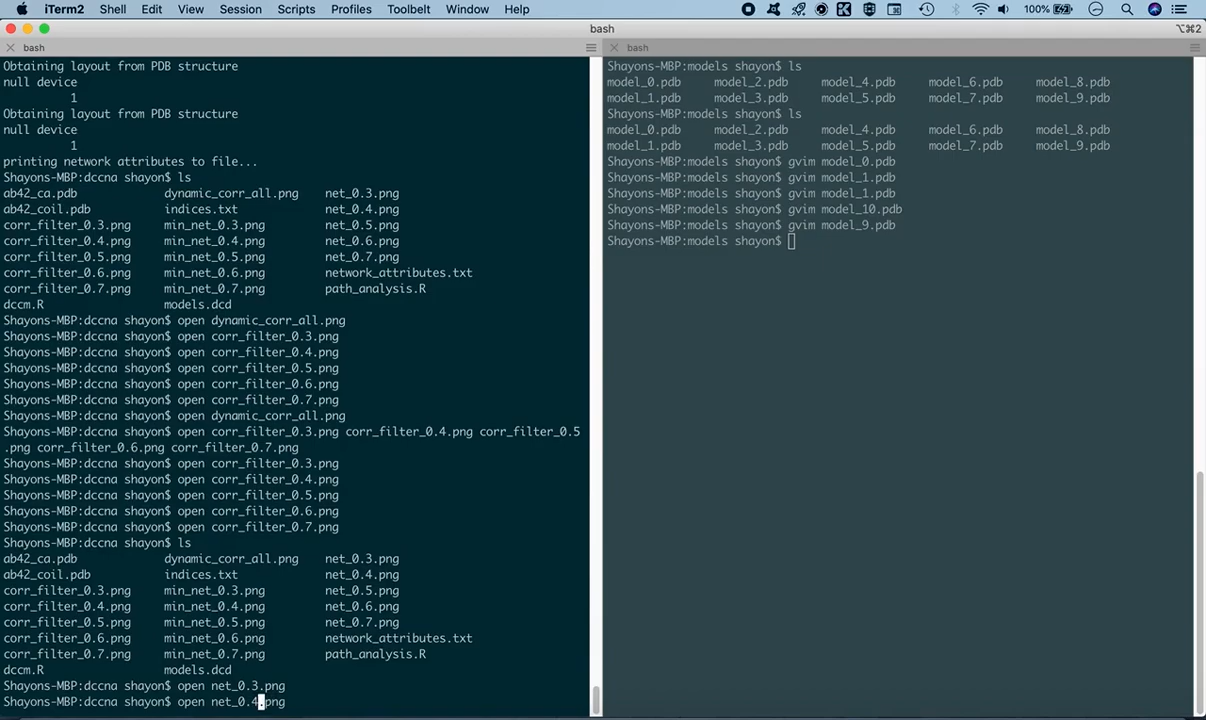 iTerm2 Shell Edit View Session Scripts Profiles Toolbelt Window Help 100%
bash
⌥⌘2
bash
Obtaining layout from PDB structure
null device
1
Obtaining layout from PDB structure
null device
1
printing network attributes to file...
Shayons-MBP:dccna shayon$ ls
ab42_ca.pdb dynamic_corr_all.png net_0.3.png
ab42_coil.pdb indices.txt net_0.4.png
corr_filter_0.3.png min_net_0.3.png net_0.5.png
corr_filter_0.4.png min_net_0.4.png net_0.6.png
corr_filter_0.5.png min_net_0.5.png net_0.7.png
corr_filter_0.6.png min_net_0.6.png network_attributes.txt
corr_filter_0.7.png min_net_0.7.png path_analysis.R
dccm.R models.dcd
Shayons-MBP:dccna shayon$ open dynamic_corr_all.png
Shayons-MBP:dccna shayon$ open corr_filter_0.3.png
Shayons-MBP:dccna shayon$ open corr_filter_0.4.png
Shayons-MBP:dccna shayon$ open corr_filter_0.5.png
Shayons-MBP:dccna shayon$ open corr_filter_0.6.png
Shayons-MBP:dccna shayon$ open corr_filter_0.7.png
Shayons-MBP:dccna shayon$ open dynamic_corr_all.png
Shayons-MBP:dccna shayon$ open corr_filter_0.3.png corr_filter_0.4.png corr_filter_0.5
.png corr_filter_0.6.png corr_filter_0.7.png
Shayons-MBP:dccna shayon$ open corr_filter_0.3.png
Shayons-MBP:dccna shayon$ open corr_filter_0.4.png
Shayons-MBP:dccna shayon$ open corr_filter_0.5.png
Shayons-MBP:dccna shayon$ open corr_filter_0.6.png
Shayons-MBP:dccna shayon$ open corr_filter_0.7.png
Shayons-MBP:dccna shayon$ ls
ab42_ca.pdb dynamic_corr_all.png net_0.3.png
ab42_coil.pdb indices.txt net_0.4.png
corr_filter_0.3.png min_net_0.3.png net_0.5.png
corr_filter_0.4.png min_net_0.4.png net_0.6.png
corr_filter_0.5.png min_net_0.5.png net_0.7.png
corr_filter_0.6.png min_net_0.6.png network_attributes.txt
corr_filter_0.7.png min_net_0.7.png path_analysis.R
dccm.R models.dcd
Shayons-MBP:dccna shayon$ open net_0.3.png
Shayons-MBP:dccna shayon$ open net_0.4.png
bash
Shayons-MBP:models shayon$ ls
model_0.pdb model_2.pdb model_4.pdb model_6.pdb model_8.pdb
model_1.pdb model_3.pdb model_5.pdb model_7.pdb model_9.pdb
Shayons-MBP:models shayon$ ls
model_0.pdb model_2.pdb model_4.pdb model_6.pdb model_8.pdb
model_1.pdb model_3.pdb model_5.pdb model_7.pdb model_9.pdb
Shayons-MBP:models shayon$ gvim model_0.pdb
Shayons-MBP:models shayon$ gvim model_1.pdb
Shayons-MBP:models shayon$ gvim model_1.pdb
Shayons-MBP:models shayon$ gvim model_10.pdb
Shayons-MBP:models shayon$ gvim model_9.pdb
Shayons-MBP:models shayon$